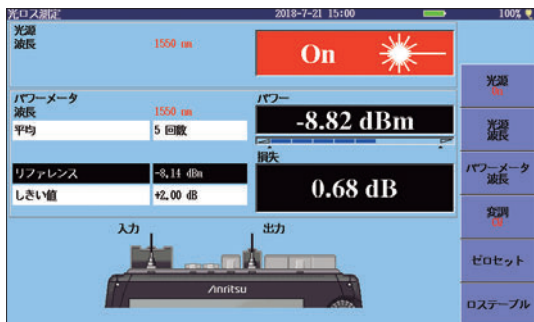 光ロス測定 2018-7-21 15:00 100%
光源
波長 1550 nm
On
パワーメータ
波長 1550 nm
平均 5 回数
パワー
-8.82 dBm
損失
0.68 dB
リファレンス -8.14 dBm
しきい値 +2.00 dB
入力 出力
Anritsu
光源
On
光源
波長
パワーメータ
波長
変調
ゼロセット
ロステーブル